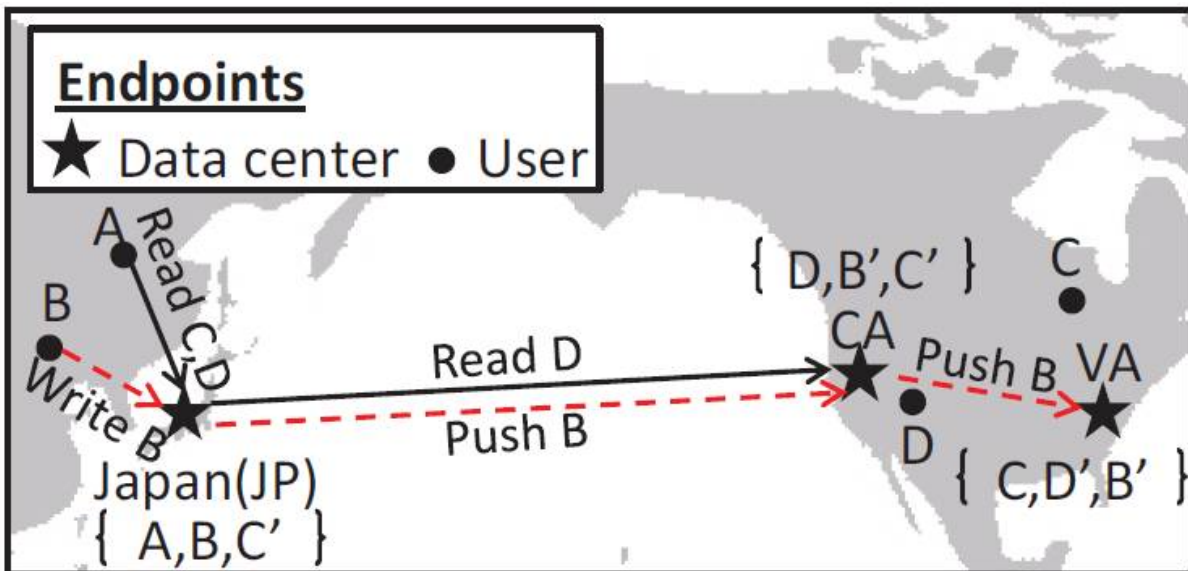 Endpoints
★ Data center ● User
A
Read C,D
B
Write B
Japan(JP)
{ A,B,C’ }
Read D
Push B
{ D,B’,C’ }
CA
C
Push B
VA
D
{ C,D’,B’ }